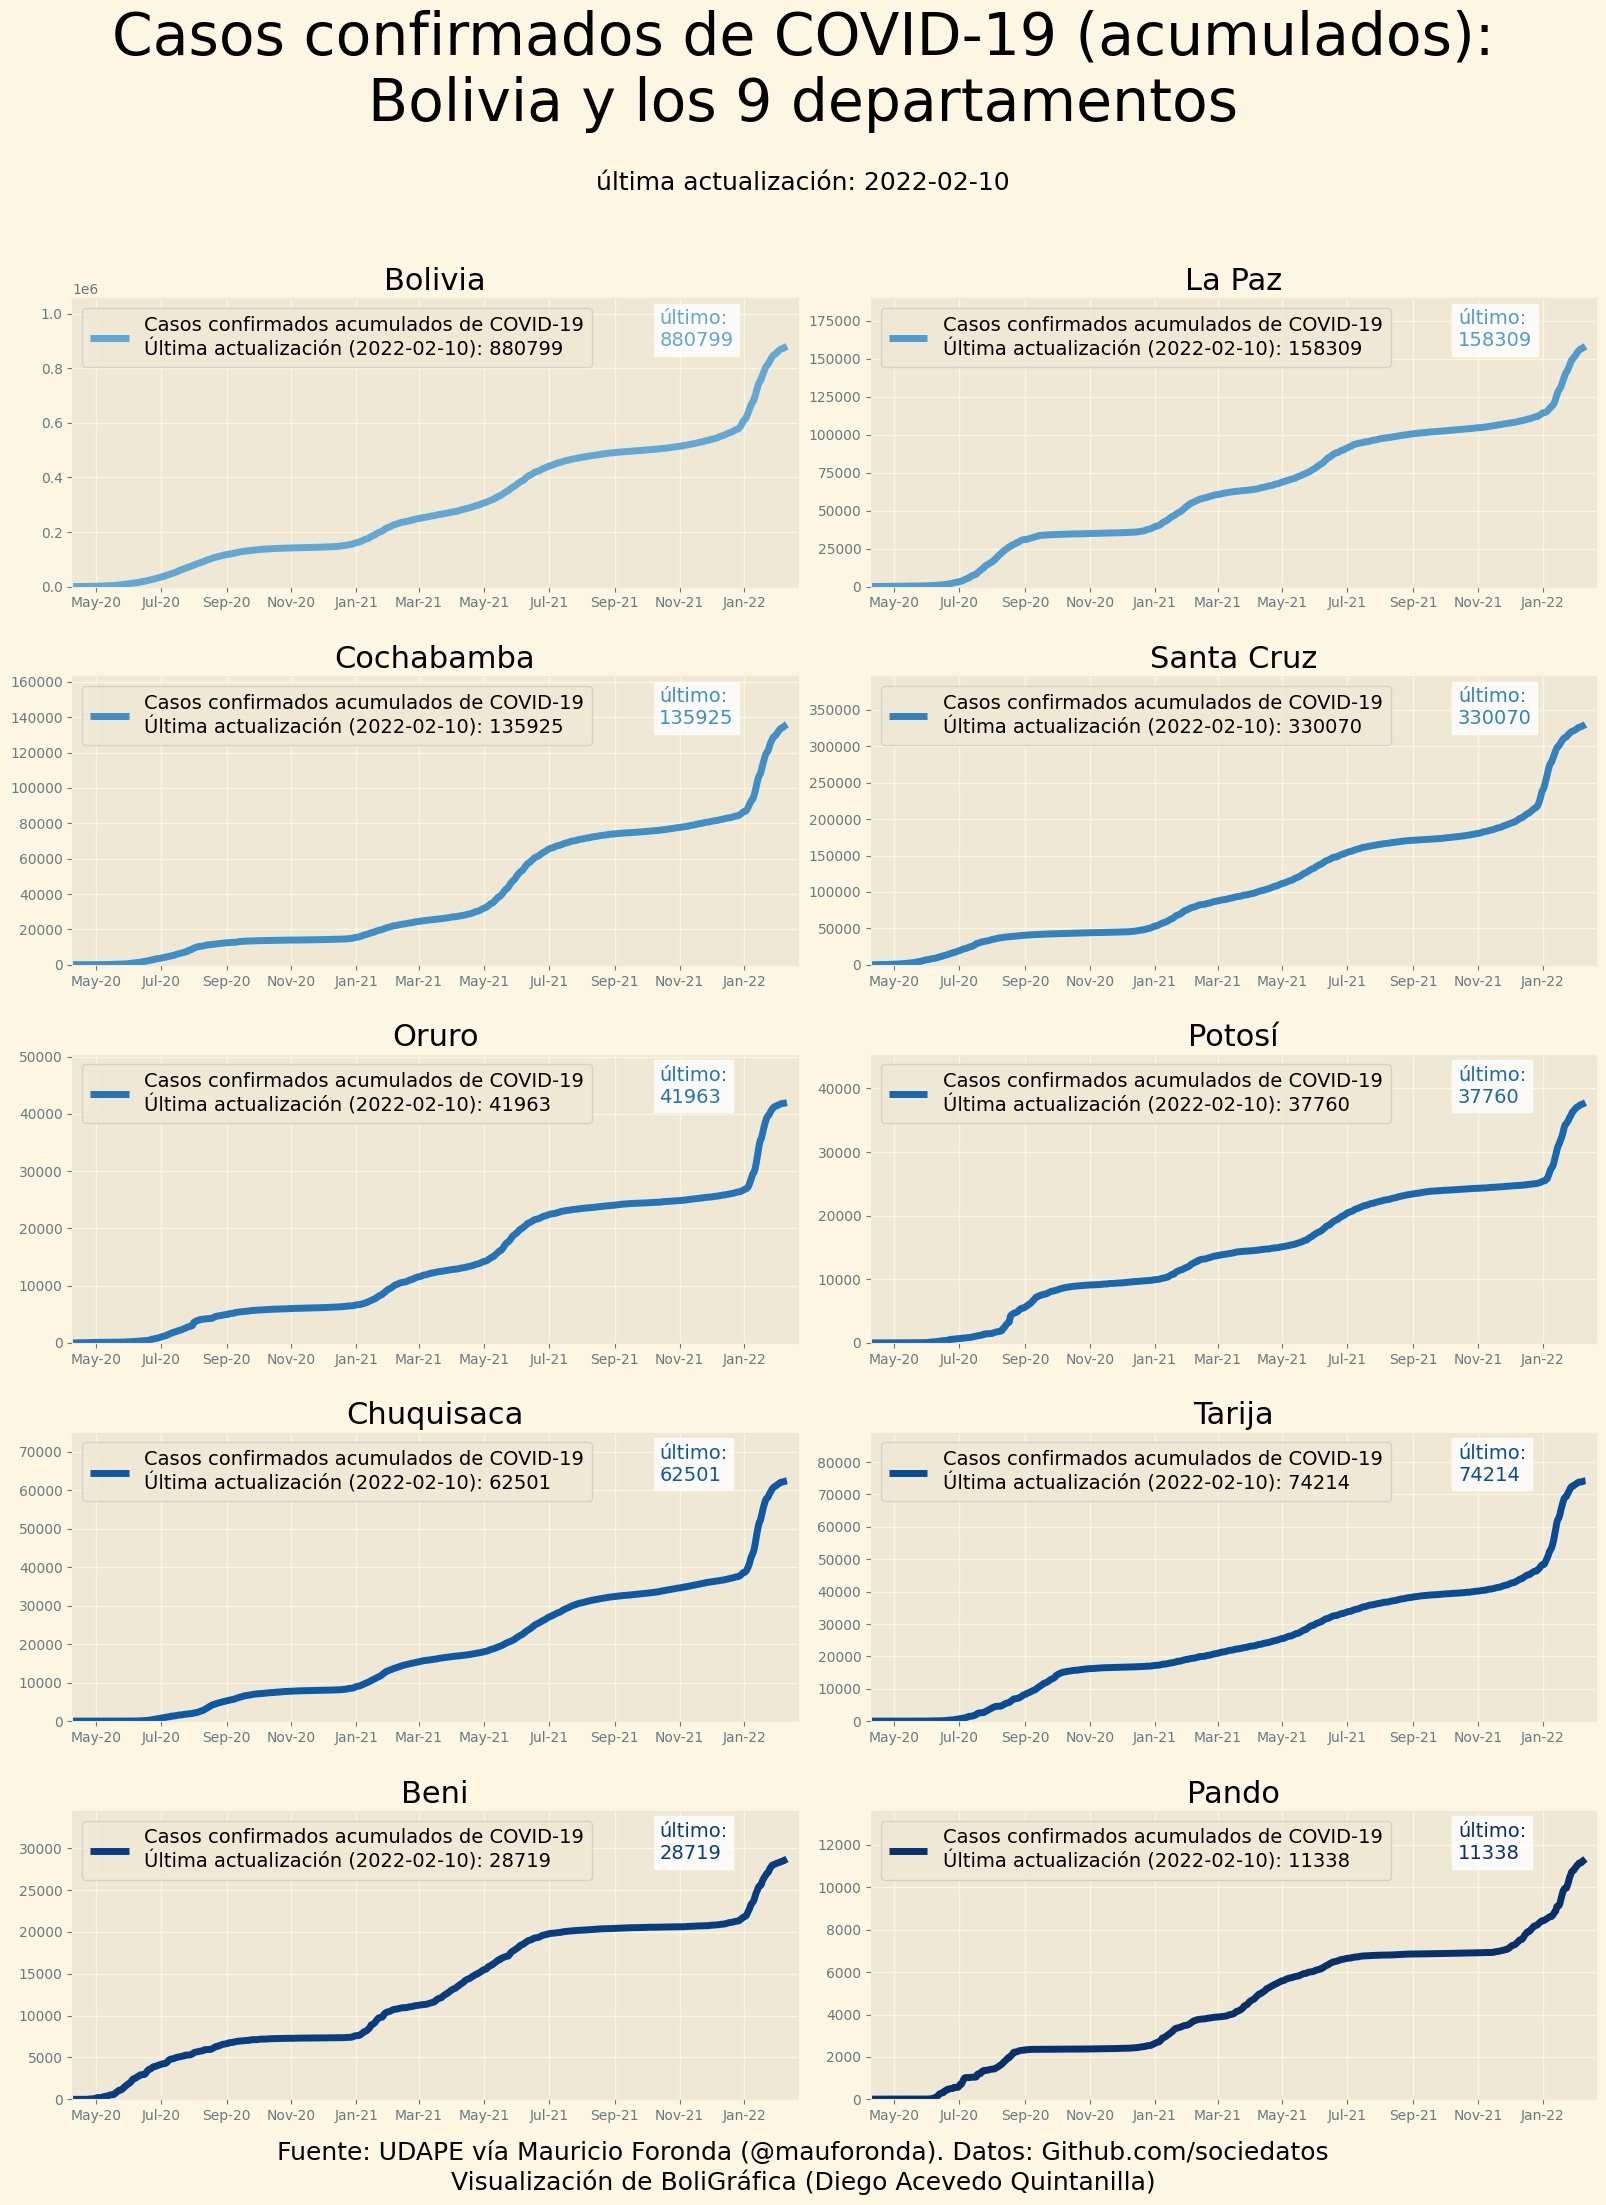 Casos confirmados de COVID-19 (acumulados):
Bolivia y los 9 departamentos
última actualización: 2022-02-10
Bolivia
1e6
Casos confirmados acumulados de COVID-19
Última actualización (2022-02-10): 880799
último:
880799
1.0
0.8
0.6
0.4
0.2
0.0
May-20 Jul-20 Sep-20 Nov-20 Jan-21 Mar-21 May-21 Jul-21 Sep-21 Nov-21 Jan-22
La Paz
Casos confirmados acumulados de COVID-19
Última actualización (2022-02-10): 158309
último:
158309
175000
150000
125000
100000
75000
50000
25000
0
May-20 Jul-20 Sep-20 Nov-20 Jan-21 Mar-21 May-21 Jul-21 Sep-21 Nov-21 Jan-22
Cochabamba
Casos confirmados acumulados de COVID-19
Última actualización (2022-02-10): 135925
último:
135925
160000
140000
120000
100000
80000
60000
40000
20000
0
May-20 Jul-20 Sep-20 Nov-20 Jan-21 Mar-21 May-21 Jul-21 Sep-21 Nov-21 Jan-22
Santa Cruz
Casos confirmados acumulados de COVID-19
Última actualización (2022-02-10): 330070
último:
330070
350000
300000
250000
200000
150000
100000
50000
0
May-20 Jul-20 Sep-20 Nov-20 Jan-21 Mar-21 May-21 Jul-21 Sep-21 Nov-21 Jan-22
Oruro
Casos confirmados acumulados de COVID-19
Última actualización (2022-02-10): 41963
último:
41963
50000
40000
30000
20000
10000
0
May-20 Jul-20 Sep-20 Nov-20 Jan-21 Mar-21 May-21 Jul-21 Sep-21 Nov-21 Jan-22
Potosí
Casos confirmados acumulados de COVID-19
Última actualización (2022-02-10): 37760
último:
37760
40000
30000
20000
10000
0
May-20 Jul-20 Sep-20 Nov-20 Jan-21 Mar-21 May-21 Jul-21 Sep-21 Nov-21 Jan-22
Chuquisaca
Casos confirmados acumulados de COVID-19
Última actualización (2022-02-10): 62501
último:
62501
70000
60000
50000
40000
30000
20000
10000
0
May-20 Jul-20 Sep-20 Nov-20 Jan-21 Mar-21 May-21 Jul-21 Sep-21 Nov-21 Jan-22
Tarija
Casos confirmados acumulados de COVID-19
Última actualización (2022-02-10): 74214
último:
74214
80000
70000
60000
50000
40000
30000
20000
10000
0
May-20 Jul-20 Sep-20 Nov-20 Jan-21 Mar-21 May-21 Jul-21 Sep-21 Nov-21 Jan-22
Beni
Casos confirmados acumulados de COVID-19
Última actualización (2022-02-10): 28719
último:
28719
30000
25000
20000
15000
10000
5000
0
May-20 Jul-20 Sep-20 Nov-20 Jan-21 Mar-21 May-21 Jul-21 Sep-21 Nov-21 Jan-22
Pando
Casos confirmados acumulados de COVID-19
Última actualización (2022-02-10): 11338
último:
11338
12000
10000
8000
6000
4000
2000
0
May-20 Jul-20 Sep-20 Nov-20 Jan-21 Mar-21 May-21 Jul-21 Sep-21 Nov-21 Jan-22
Fuente: UDAPE vía Mauricio Foronda (@mauforonda). Datos: Github.com/sociedatos
Visualización de BoliGráfica (Diego Acevedo Quintanilla)